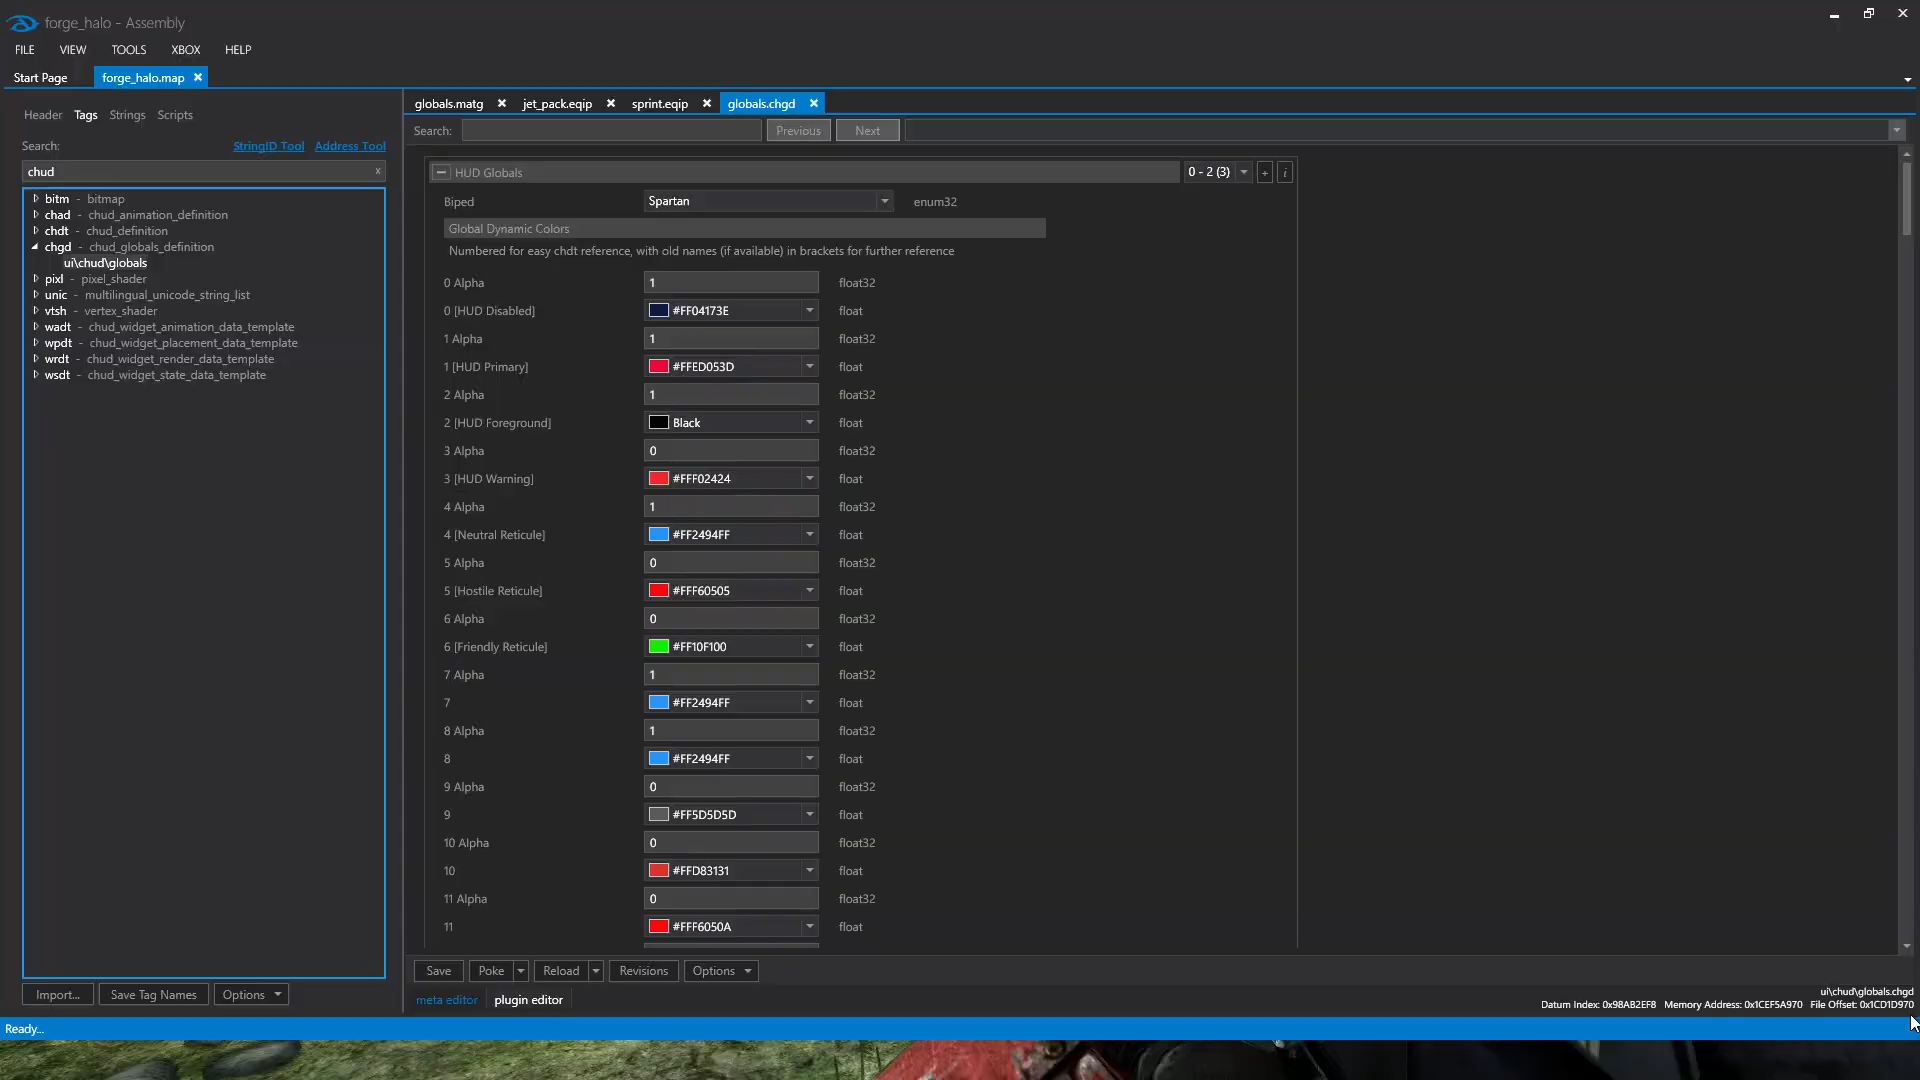 forge_halo - Assembly
FILE VIEW TOOLS XBOX HELP
Start Page forge_halo.map
Header Tags Strings Scripts
Search: StringID Tool Address Tool
chud x
bitm - bitmap
chad - chud_animation_definition
chdt - chud_definition
chgd - chud_globals_definition
ui\chud\globals
pixl - pixel_shader
unic - multilingual_unicode_string_list
vtsh - vertex_shader
wadt - chud_widget_animation_data_template
wpdt - chud_widget_placement_data_template
wrdt - chud_widget_render_data_template
wsdt - chud_widget_state_data_template
Import... Save Tag Names Options
globals.matg jet_pack.eqip sprint.eqip globals.chgd
Search: Previous Next
HUD Globals 0 - 2 (3) + i
Biped Spartan enum32
Global Dynamic Colors
Numbered for easy chdt reference, with old names (if available) in brackets for further reference
0 Alpha 1 float32
0 [HUD Disabled] #FF04173E float
1 Alpha 1 float32
1 [HUD Primary] #FFED053D float
2 Alpha 1 float32
2 [HUD Foreground] Black float
3 Alpha 0 float32
3 [HUD Warning] #FFF02424 float
4 Alpha 1 float32
4 [Neutral Reticule] #FF2494FF float
5 Alpha 0 float32
5 [Hostile Reticule] #FFF60505 float
6 Alpha 0 float32
6 [Friendly Reticule] #FF10F100 float
7 Alpha 1 float32
7 #FF2494FF float
8 Alpha 1 float32
8 #FF2494FF float
9 Alpha 0 float32
9 #FF5D5D5D float
10 Alpha 0 float32
10 #FFD83131 float
11 Alpha 0 float32
11 #FFF6050A float
Save Poke Reload Revisions Options
meta editor plugin editor
ui\chud\globals.chgd
Datum Index: 0x98AB2EF8 Memory Address: 0x1CEF5A970 File Offset: 0x1CD1D970
Ready...